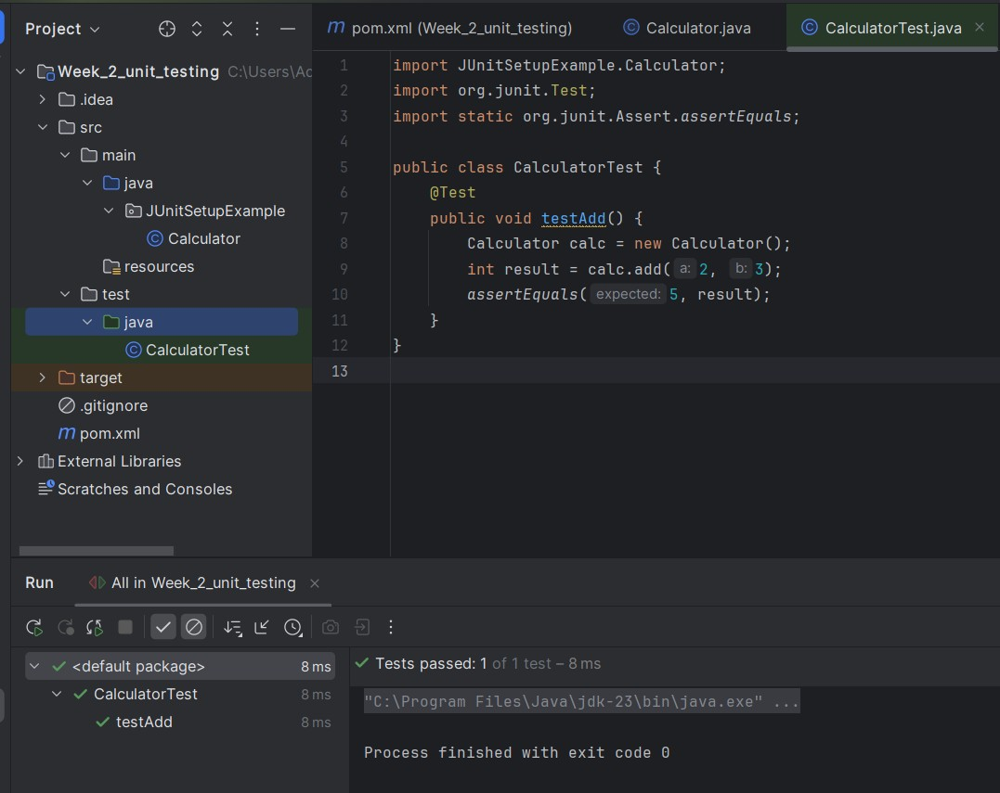 Project
Week_2_unit_testing C:\Users\Ac
.idea
src
main
java
JUnitSetupExample
Calculator
resources
test
java
CalculatorTest
target
.gitignore
m pom.xml
External Libraries
Scratches and Consoles
m pom.xml (Week_2_unit_testing)
C Calculator.java
C CalculatorTest.java
1 import JUnitSetupExample.Calculator;
2 import org.junit.Test;
3 import static org.junit.Assert.assertEquals;
4
5 public class CalculatorTest {
6 @Test
7 public void testAdd() {
8 Calculator calc = new Calculator();
9 int result = calc.add( a: 2, b: 3);
10 assertEquals( expected: 5, result);
11 }
12 }
13
Run All in Week_2_unit_testing
<default package> 8 ms
CalculatorTest 8 ms
testAdd 8 ms
Tests passed: 1 of 1 test – 8 ms
"C:\Program Files\Java\jdk-23\bin\java.exe" ...
Process finished with exit code 0